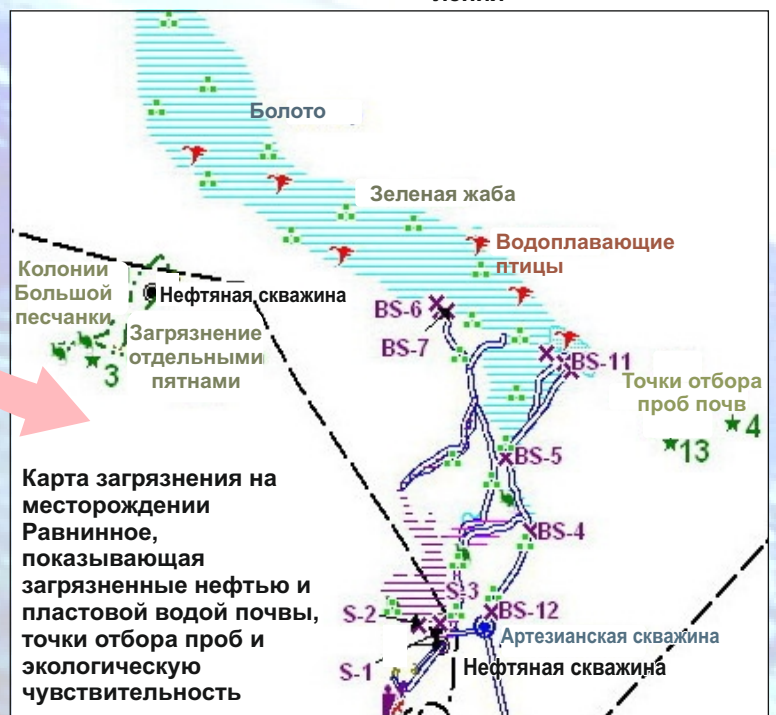 Болото
Зеленая жаба
Водоплавающие
птицы
Колонии
Большой
песчанки
Нефтяная скважина
Загрязнение
отдельными
пятнами
3
BS-6
BS-7
BS-11
Точки отбора
проб почв
4
13
BS-5
BS-4
Карта загрязнения на
месторождении
Равнинное,
показывающая
загрязненные нефтью и
пластовой водой почвы,
точки отбора проб и
экологическую
чувствительность
S-3
S-2
BS-12
Артезианская скважина
S-1
Нефтяная скважина